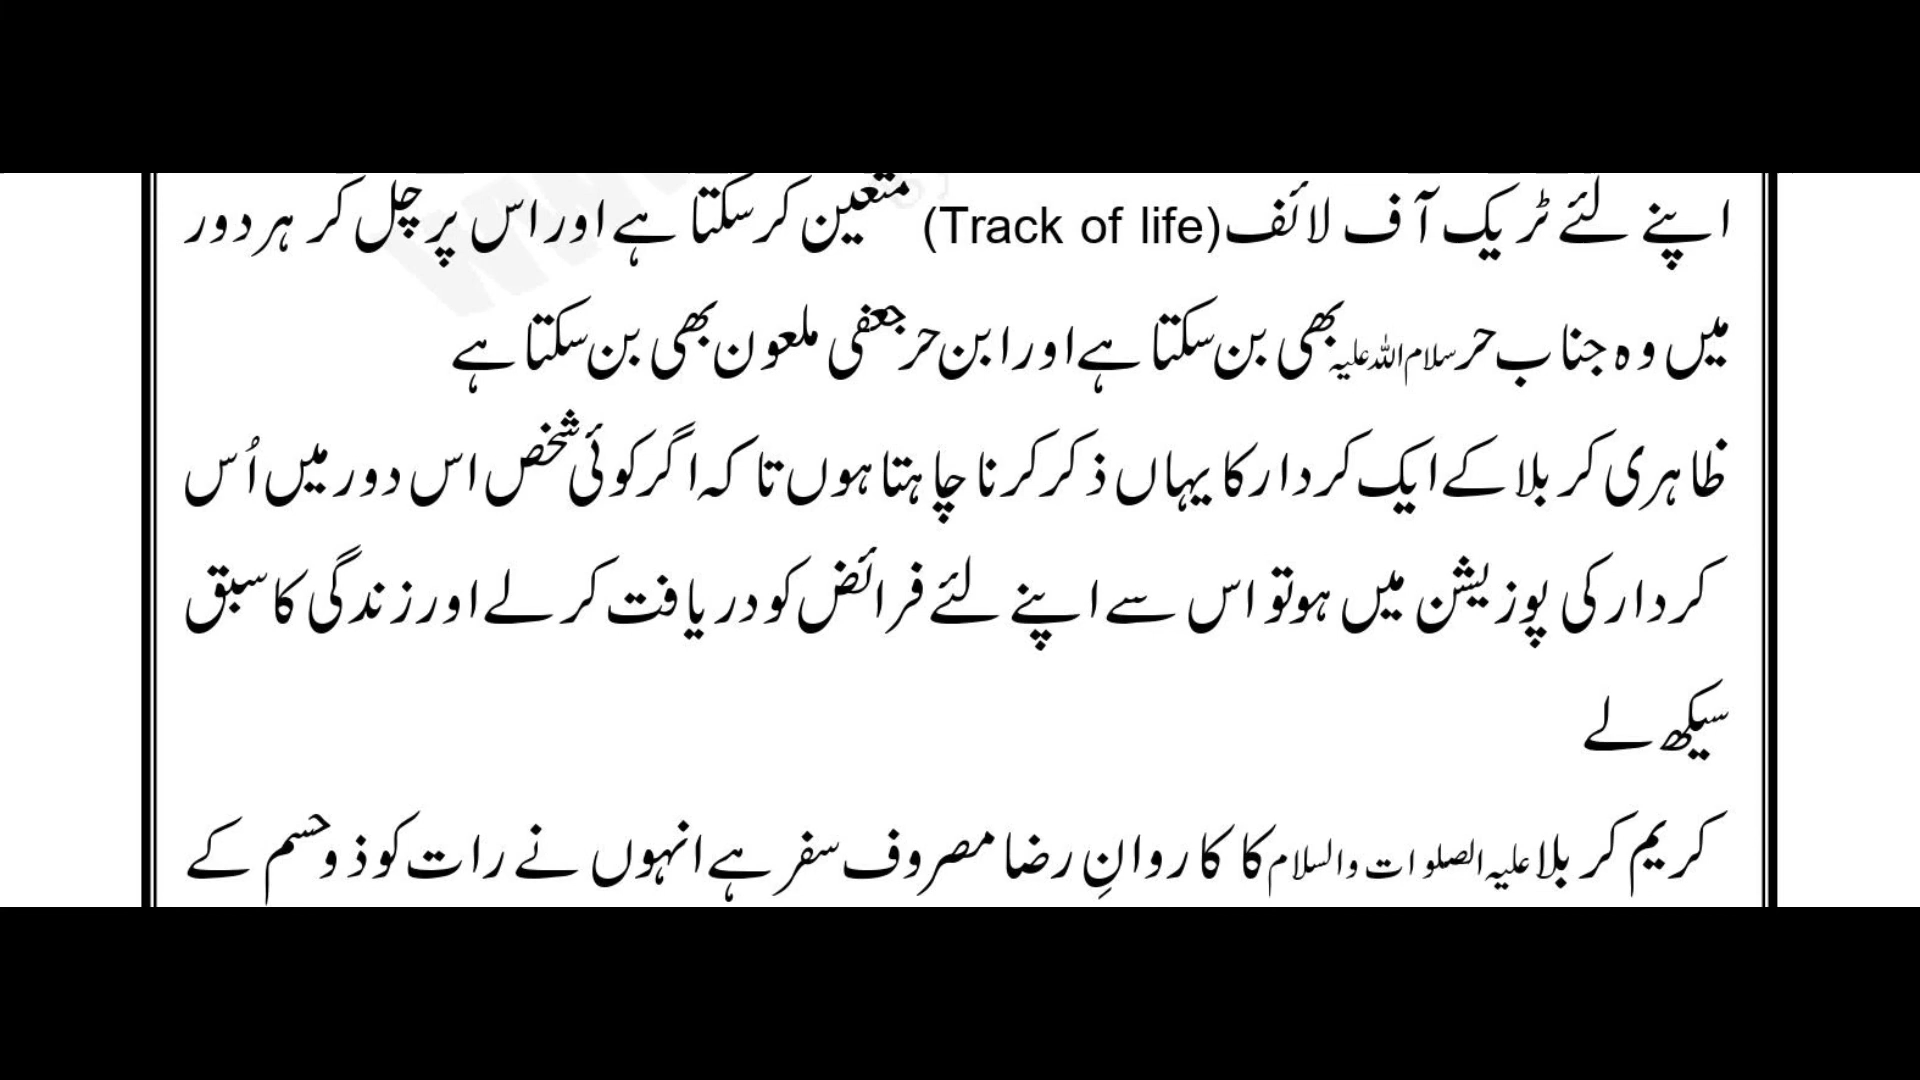 اپنے لئے ٹریک آف لائف (Track of life) متعین کر سکتا ہے اور اس پر چل کر ہر دور
میں وہ جناب حر سلام اللہ علیہ بھی بن سکتا ہے اور ابن حر جعفی ملعون بھی بن سکتا ہے
ظاہری کربلا کے ایک کردار کا یہاں ذکر کرنا چاہتا ہوں تا کہ اگر کوئی شخص اس دور میں اُس
کردار کی پوزیشن میں ہو تو اس سے اپنے لئے فرائض کو دریافت کر لے اور زندگی کا سبق
سیکھ لے
کریم کربلا علیہ الصلوات والسلام کا کاروانِ رضا مصروف سفر ہے انہوں نے رات کو ذو حسم کے